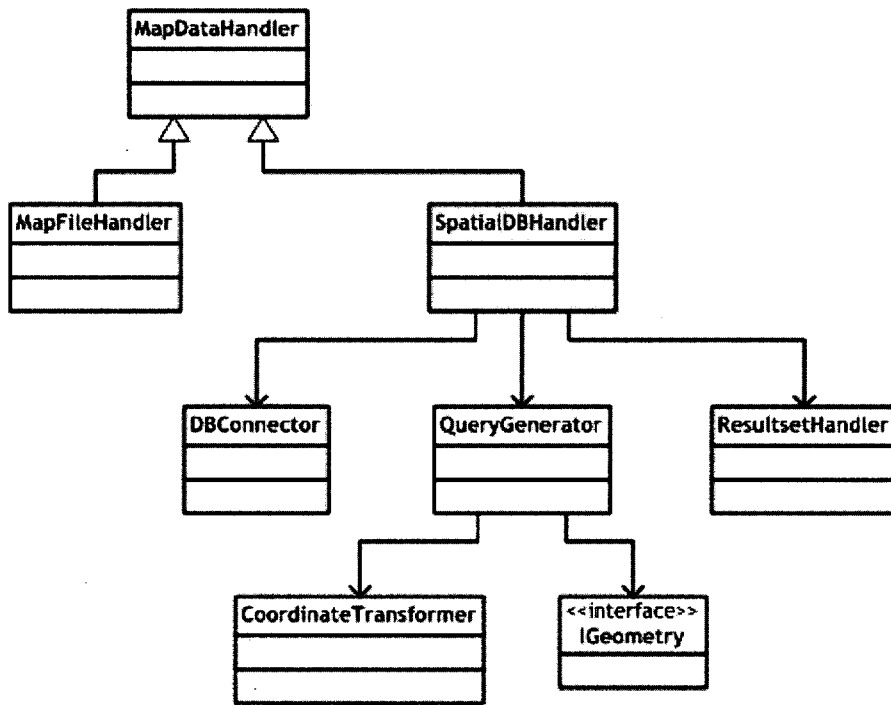 MapDataHandler
MapFileHandler
SpatialDBHandler
DBConnector
QueryGenerator
ResultsetHandler
CoordinateTransformer
<<interface>>
IGeometry